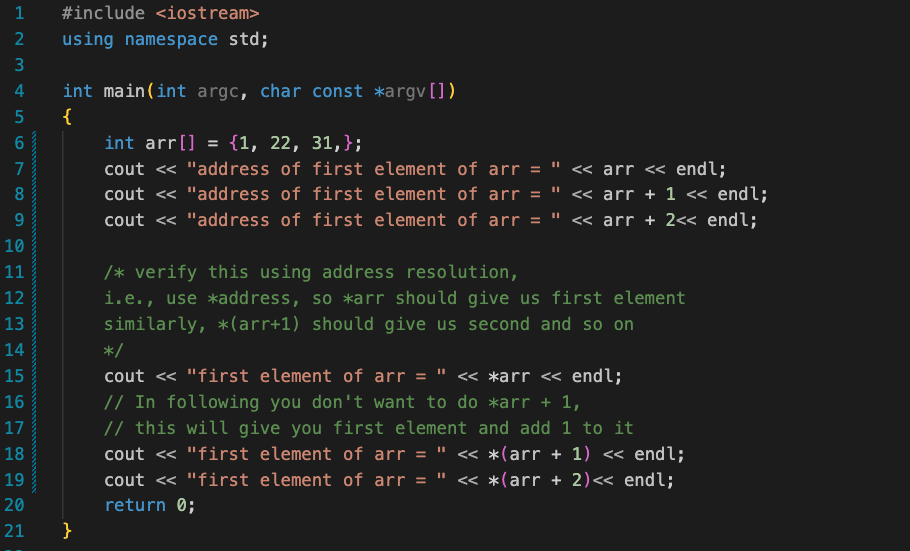 1 #include <iostream>
2 using namespace std;
3
4 int main(int argc, char const *argv[])
5 {
6     int arr[] = {1, 22, 31,};
7     cout << "address of first element of arr = " << arr << endl;
8     cout << "address of first element of arr = " << arr + 1 << endl;
9     cout << "address of first element of arr = " << arr + 2<< endl;
10
11     /* verify this using address resolution,
12     i.e., use *address, so *arr should give us first element
13     similarly, *(arr+1) should give us second and so on
14     */
15     cout << "first element of arr = " << *arr << endl;
16     // In following you don't want to do *arr + 1,
17     // this will give you first element and add 1 to it
18     cout << "first element of arr = " << *(arr + 1) << endl;
19     cout << "first element of arr = " << *(arr + 2)<< endl;
20     return 0;
21 }